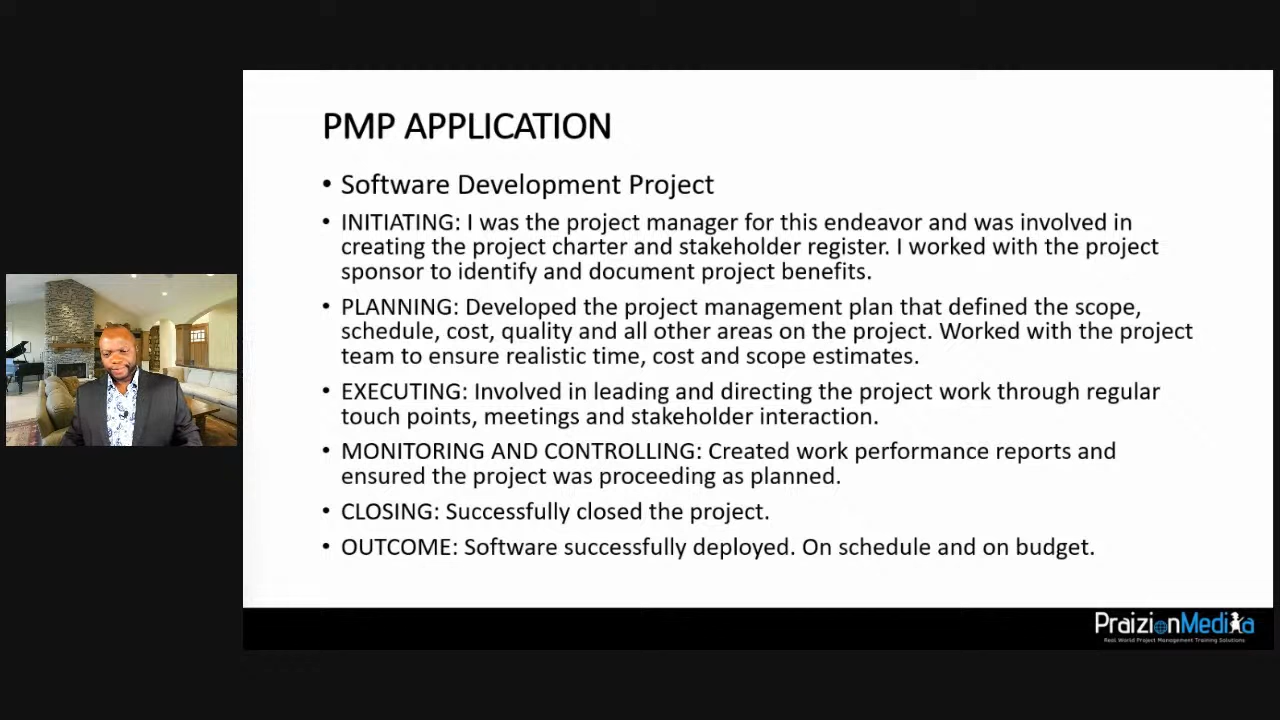 PMP APPLICATION
• Software Development Project
• INITIATING: I was the project manager for this endeavor and was involved in
creating the project charter and stakeholder register. I worked with the project
sponsor to identify and document project benefits.
• PLANNING: Developed the project management plan that defined the scope,
schedule, cost, quality and all other areas on the project. Worked with the project
team to ensure realistic time, cost and scope estimates.
• EXECUTING: Involved in leading and directing the project work through regular
touch points, meetings and stakeholder interaction.
• MONITORING AND CONTROLLING: Created work performance reports and
ensured the project was proceeding as planned.
• CLOSING: Successfully closed the project.
• OUTCOME: Software successfully deployed. On schedule and on budget.
PraizionMedia
Real World Project Management Training Solutions